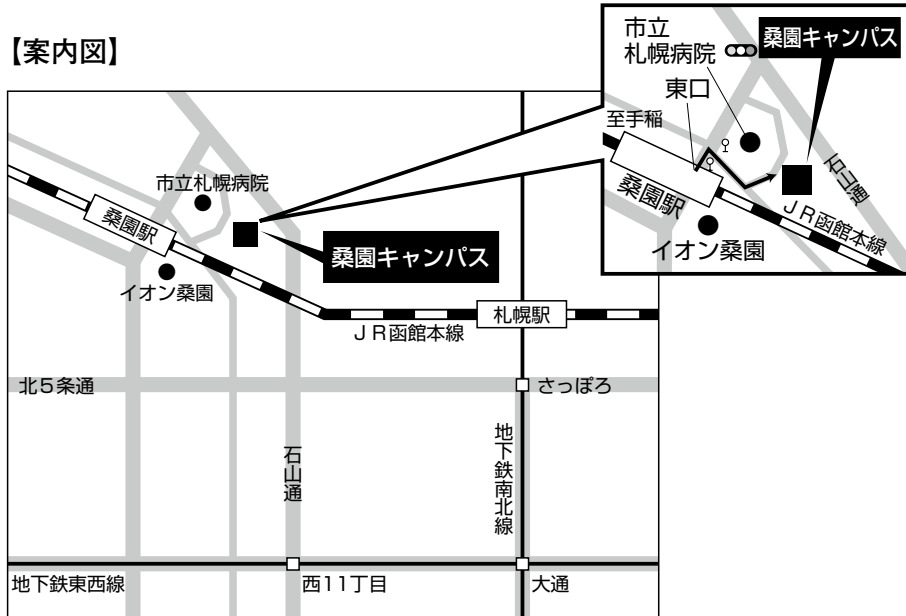 【案内図】
市立
札幌病院
桑園キャンパス
東口
至手稲
桑園駅
石山通
JR函館本線
イオン桑園
市立札幌病院
桑園駅
桑園キャンパス
イオン桑園
札幌駅
JR函館本線
北5条通
さっぽろ
石山通
地下鉄南北線
地下鉄東西線
西11丁目
大通